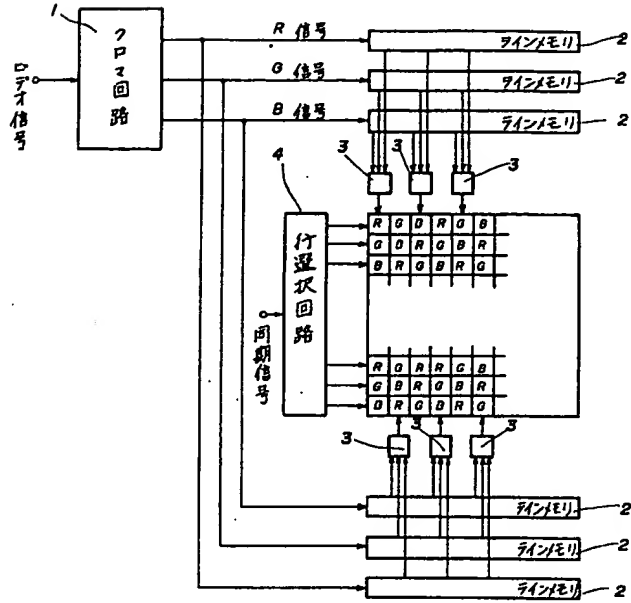 1
R 信号
G 信号
B 信号
クロマ回路
ビデオ信号
ラインメモリ 2
ラインメモリ 2
ラインメモリ 2
3 3 3
4
行選択回路
同期信号
R G B R G B
G B R G B R
B R G B R G
R G B R G B
G B R G B R
B R G B R G
3 3 3
ラインメモリ 2
ラインメモリ 2
ラインメモリ 2